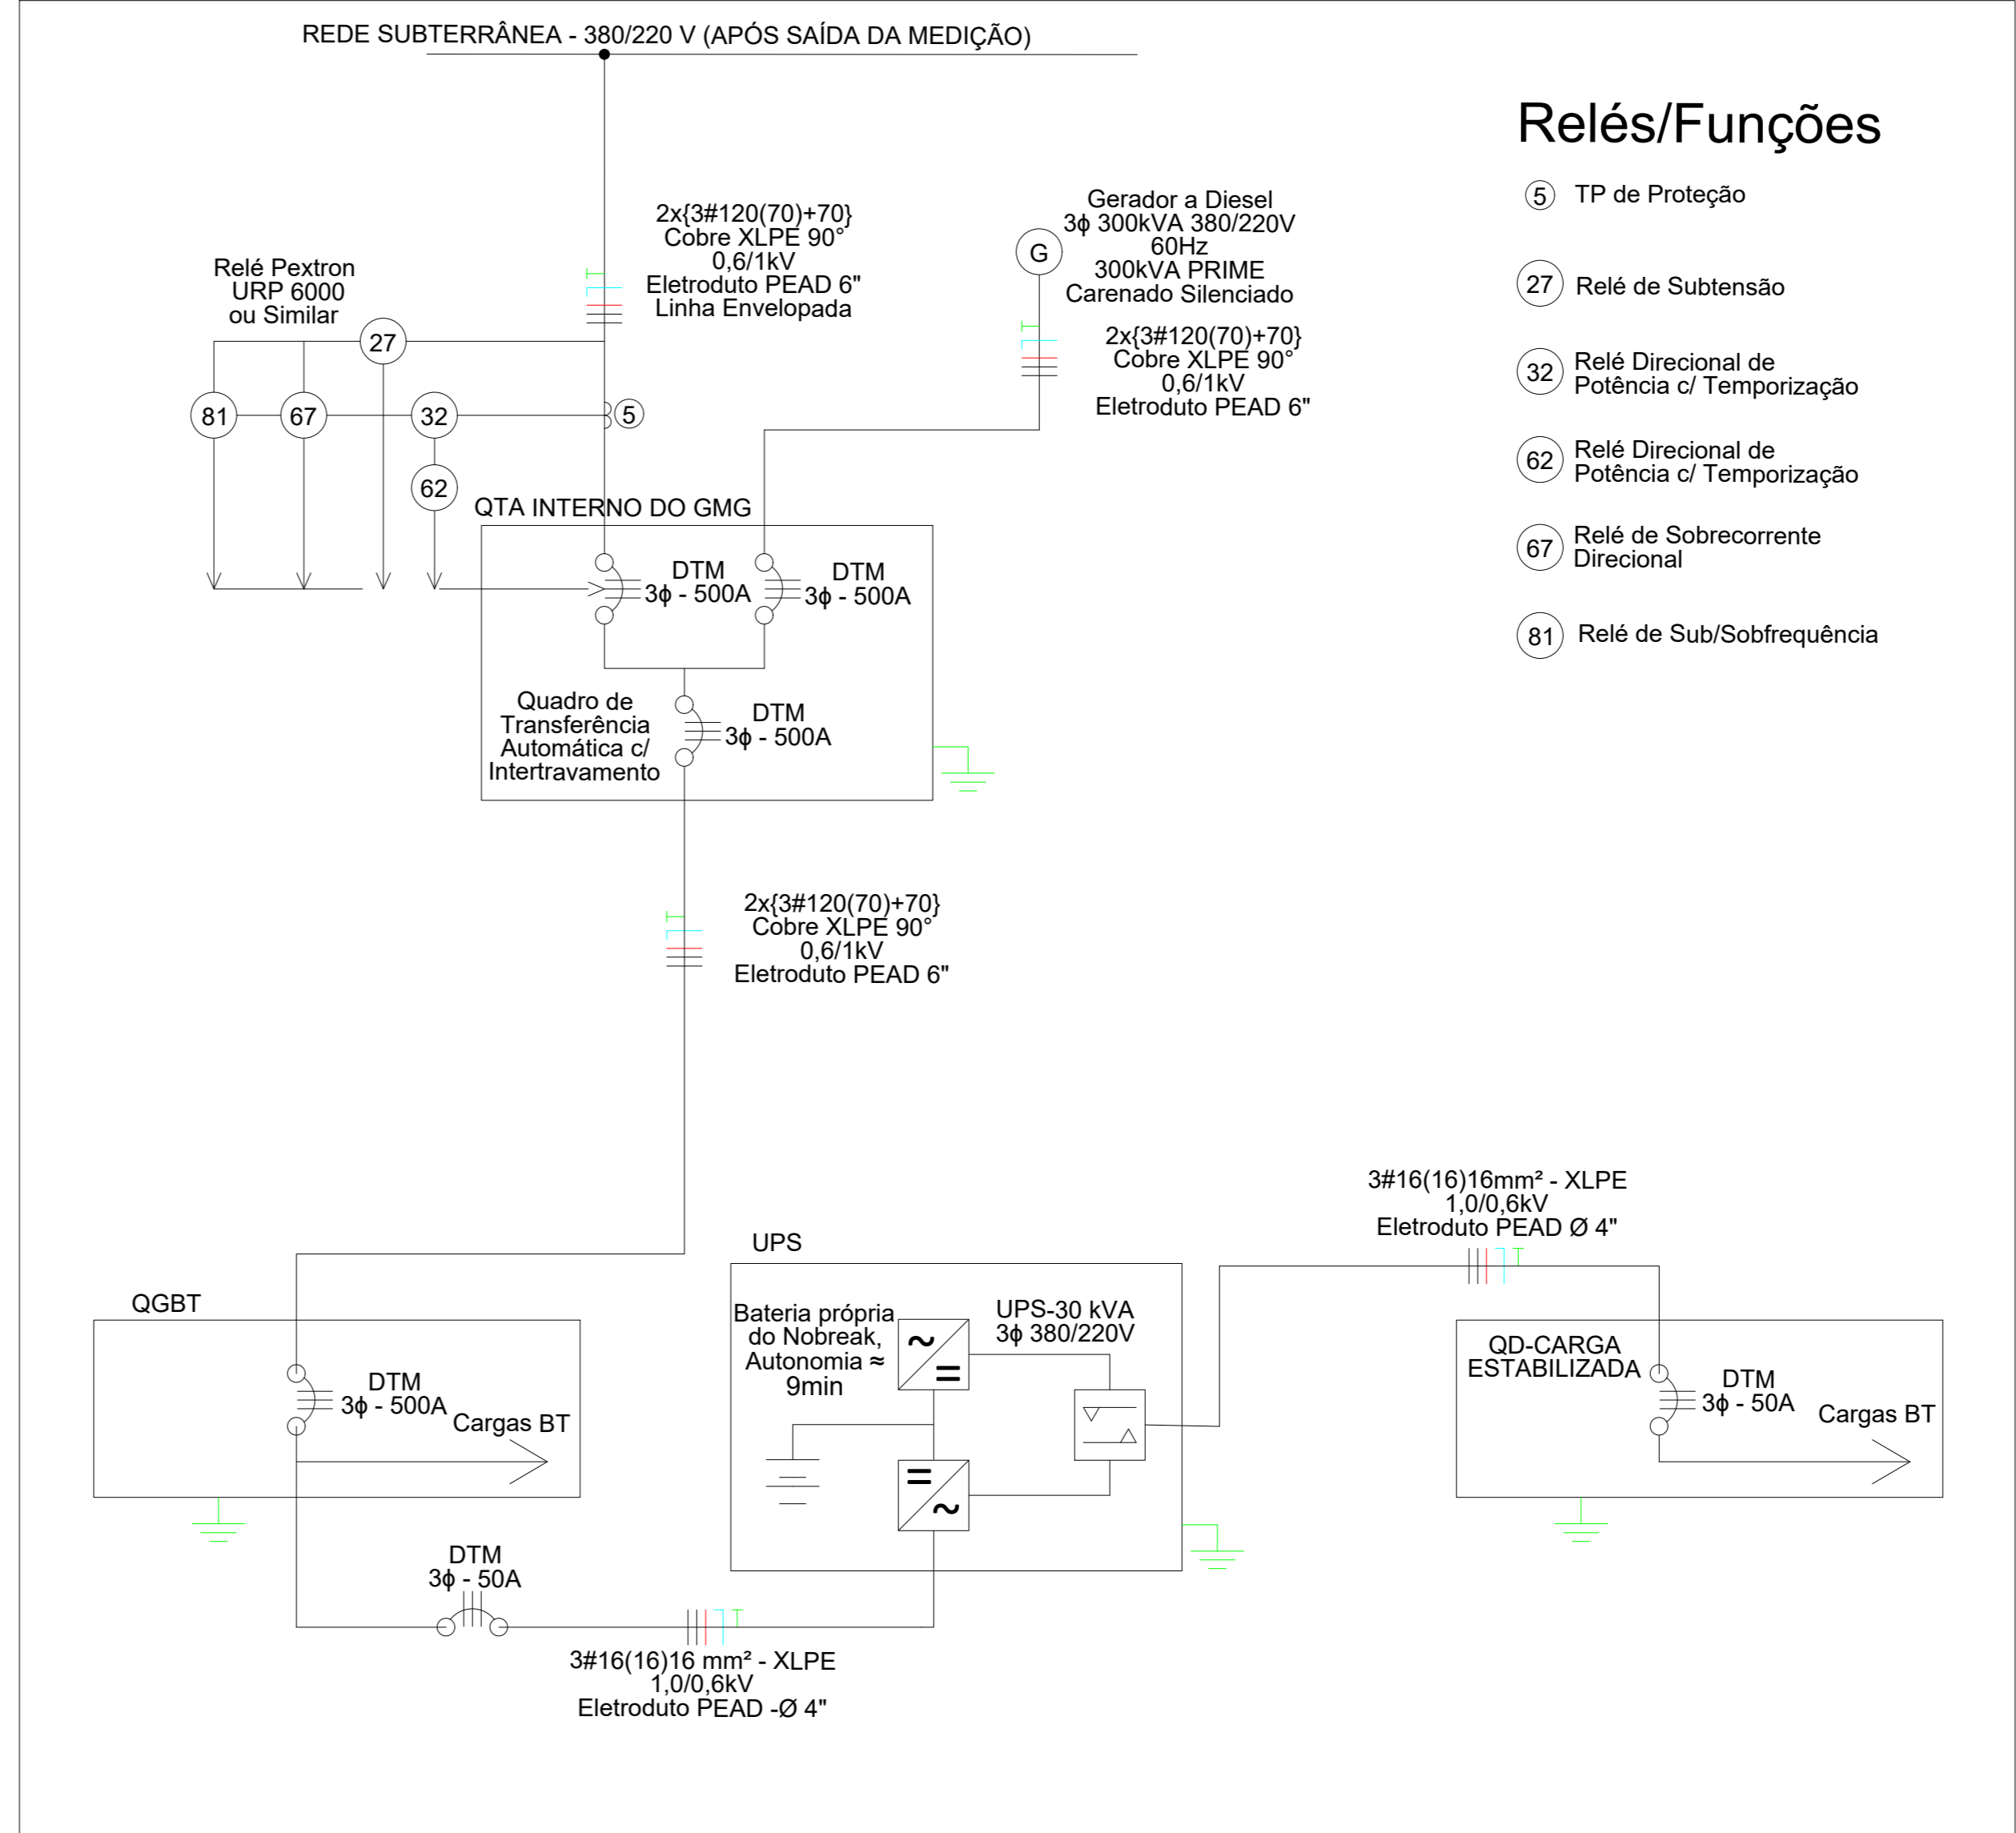 REDE SUBTERRÂNEA - 380/220 V (APÓS SAÍDA DA MEDIÇÃO)
Relés/Funções
5 TP de Proteção
27 Relé de Subtensão
32 Relé Direcional de
Potência c/ Temporização
62 Relé Direcional de
Potência c/ Temporização
67 Relé de Sobrecorrente
Direcional
81 Relé de Sub/Sobfrequência
2x{3#120(70)+70}
Cobre XLPE 90°
0,6/1kV
Eletroduto PEAD 6"
Linha Envelopada
Gerador a Diesel
3ϕ 300kVA 380/220V
60Hz
300kVA PRIME
Carenado Silenciado
G
2x{3#120(70)+70}
Cobre XLPE 90°
0,6/1kV
Eletroduto PEAD 6"
Relé Pextron
URP 6000
ou Similar
27
81
67
32
5
62
QTA INTERNO DO GMG
DTM
3ϕ - 500A
DTM
3ϕ - 500A
Quadro de
Transferência
Automática c/
Intertravamento
DTM
3ϕ - 500A
2x{3#120(70)+70}
Cobre XLPE 90°
0,6/1kV
Eletroduto PEAD 6"
QGBT
DTM
3ϕ - 500A
Cargas BT
DTM
3ϕ - 50A
3#16(16)16 mm² - XLPE
1,0/0,6kV
Eletroduto PEAD -Ø 4"
UPS
Bateria própria
do Nobreak,
Autonomia ≈
9min
UPS-30 kVA
3ϕ 380/220V
~
=
=
~
3#16(16)16mm² - XLPE
1,0/0,6kV
Eletroduto PEAD Ø 4"
QD-CARGA
ESTABILIZADA
DTM
3ϕ - 50A
Cargas BT